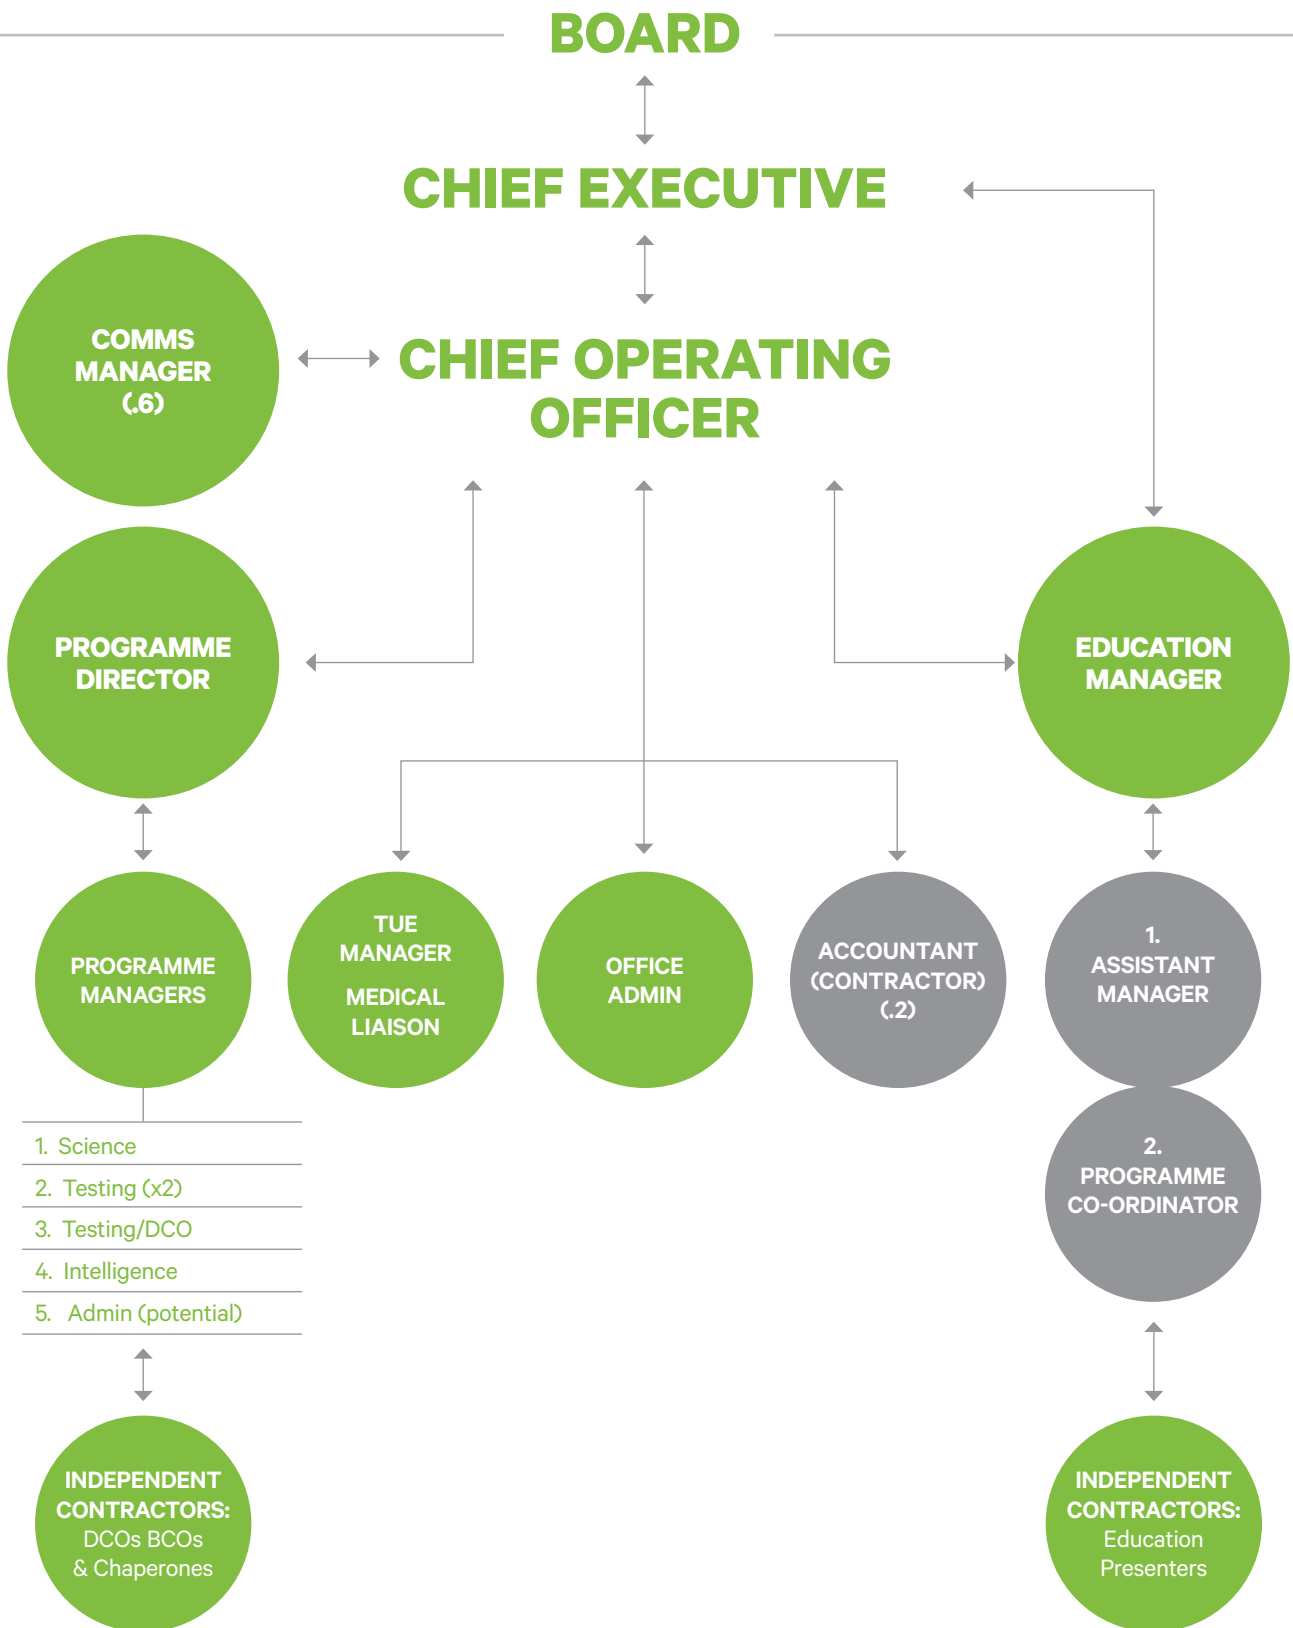 BOARD
CHIEF EXECUTIVE
COMMS
MANAGER
(.6)
CHIEF OPERATING
OFFICER
PROGRAMME
DIRECTOR
EDUCATION
MANAGER
PROGRAMME
MANAGERS
TUE
MANAGER
MEDICAL
LIAISON
OFFICE
ADMIN
ACCOUNTANT
(CONTRACTOR)
(.2)
1.
ASSISTANT
MANAGER
1. Science
2. Testing (x2)
3. Testing/DCO
4. Intelligence
5. Admin (potential)
2.
PROGRAMME
CO-ORDINATOR
INDEPENDENT
CONTRACTORS:
DCOs BCOs
& Chaperones
INDEPENDENT
CONTRACTORS:
Education
Presenters